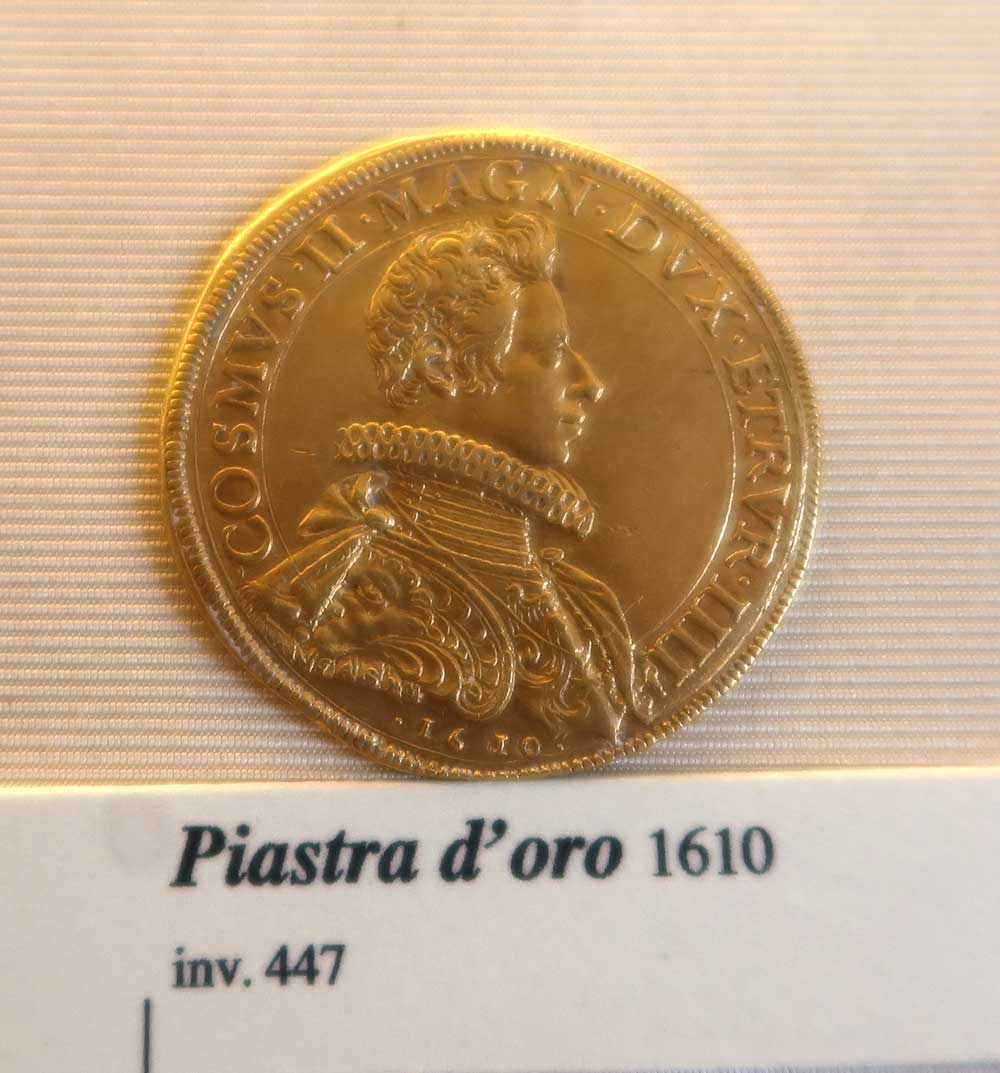 COSMVS · II · MAGN · DVX · ETRVR · IIII
· 1610 ·
Piastra d'oro 1610
inv. 447